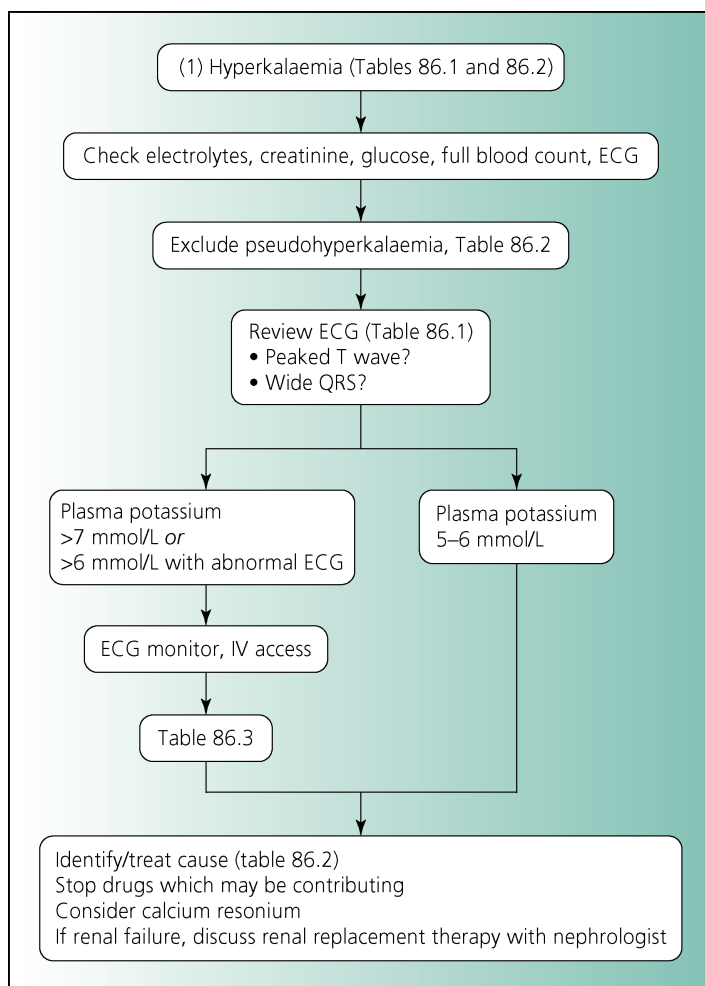 (1) Hyperkalaemia (Tables 86.1 and 86.2)
Check electrolytes, creatinine, glucose, full blood count, ECG
Exclude pseudohyperkalaemia, Table 86.2
Review ECG (Table 86.1)
• Peaked T wave?
• Wide QRS?
Plasma potassium
>7 mmol/L or
>6 mmol/L with abnormal ECG
Plasma potassium
5–6 mmol/L
ECG monitor, IV access
Table 86.3
Identify/treat cause (table 86.2)
Stop drugs which may be contributing
Consider calcium resonium
If renal failure, discuss renal replacement therapy with nephrologist